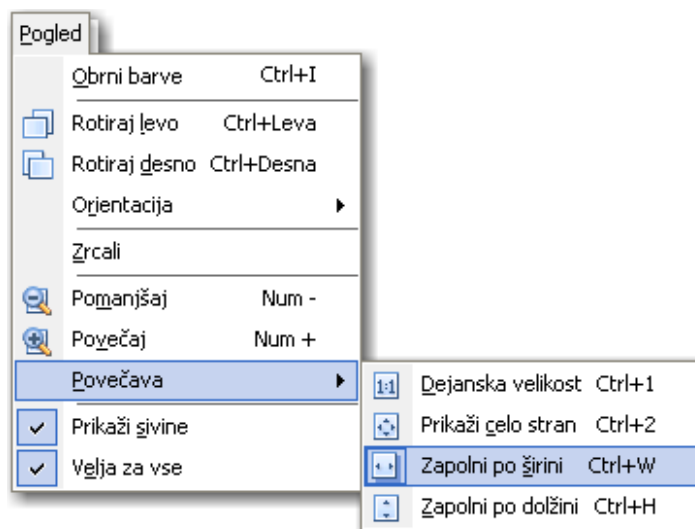 Pogled
Obrni barve Ctrl+I
Rotiraj levo Ctrl+Leva
Rotiraj desno Ctrl+Desna
Orientacija
Zrcali
Pomanjšaj Num -
Povečaj Num +
Povečava
Prikaži sivine
Velja za vse
1:1 Dejanska velikost Ctrl+1
Prikaži celo stran Ctrl+2
Zapolni po širini Ctrl+W
Zapolni po dolžini Ctrl+H